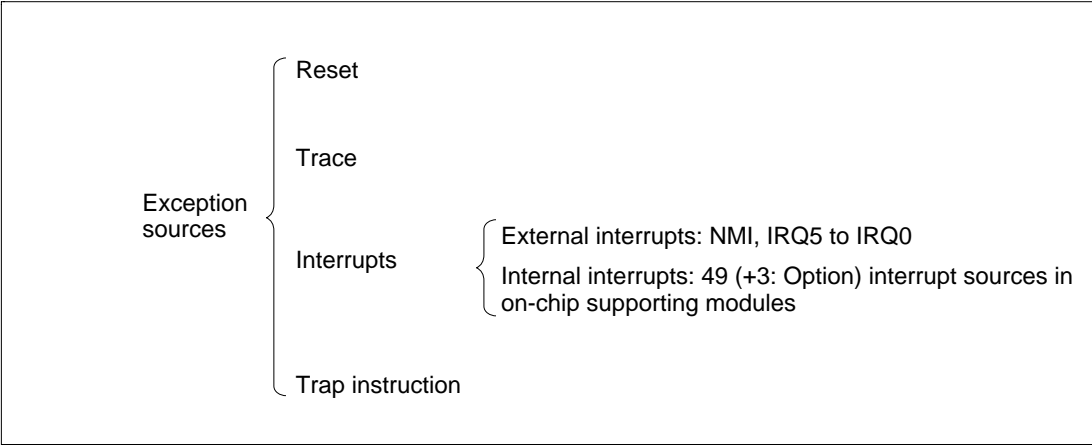 Exception
sources
Reset
Trace
Interrupts
External interrupts: NMI, IRQ5 to IRQ0
Internal interrupts: 49 (+3: Option) interrupt sources in
on-chip supporting modules
Trap instruction